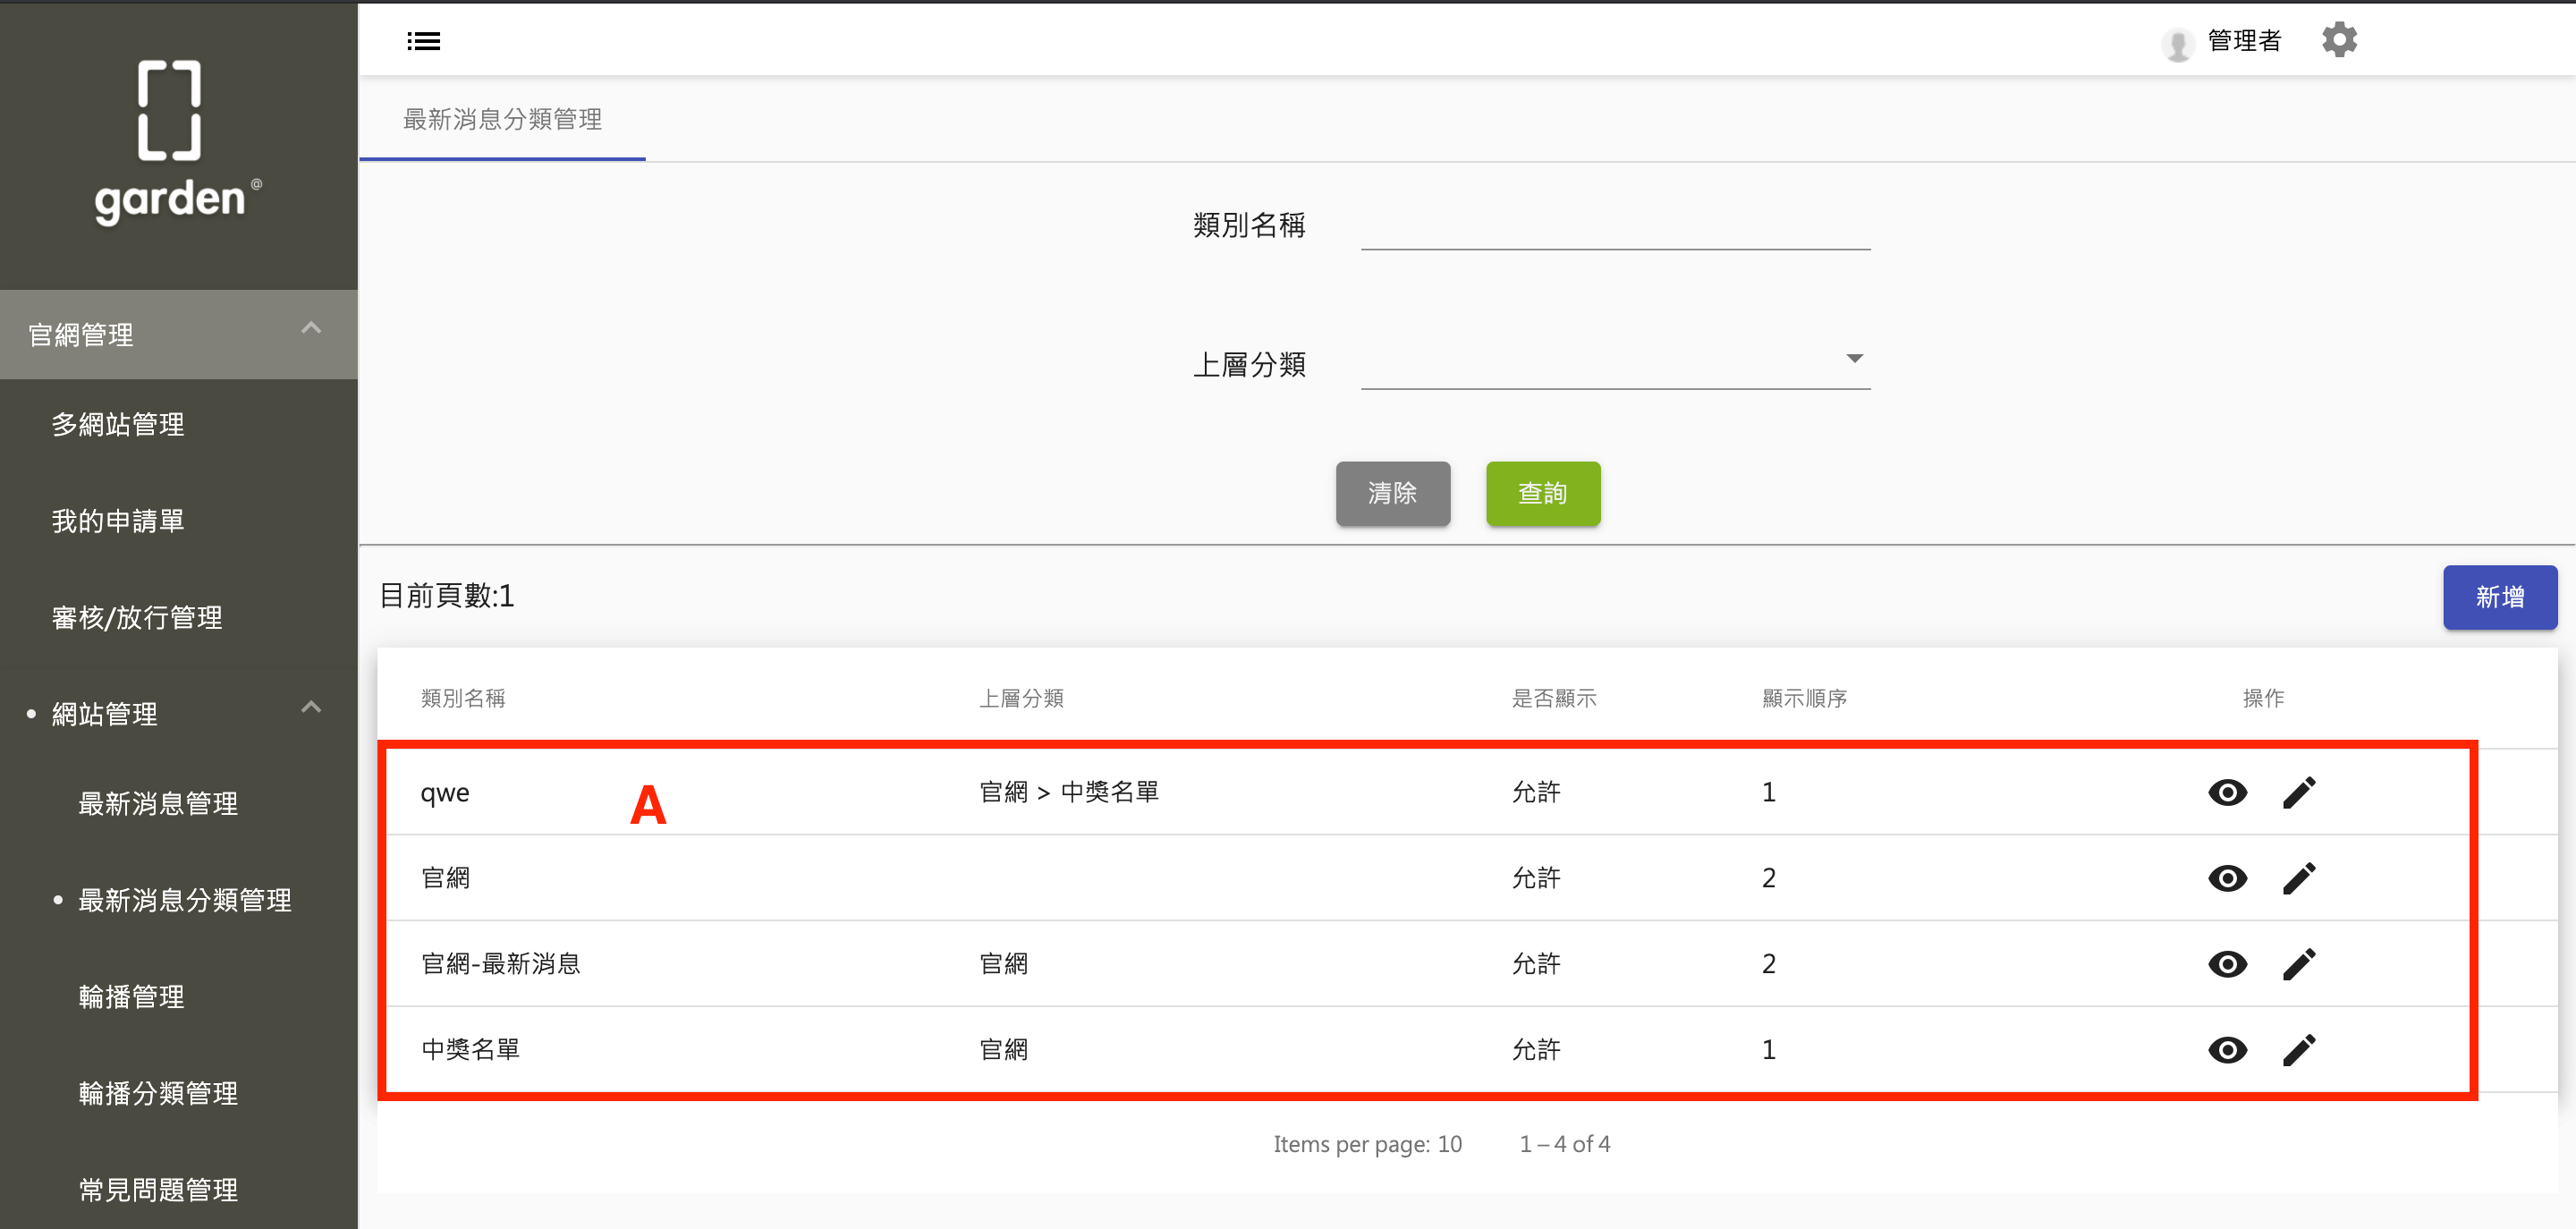 garden@
官網管理
多網站管理
我的申請單
審核/放行管理
網站管理
最新消息管理
最新消息分類管理
輪播管理
輪播分類管理
常見問題管理
管理者
最新消息分類管理
類別名稱
上層分類
清除 查詢
目前頁數:1 新增
類別名稱 上層分類 是否顯示 顯示順序 操作
qwe A 官網 > 中獎名單 允許 1
官網 允許 2
官網-最新消息 官網 允許 2
中獎名單 官網 允許 1
Items per page: 10 1 – 4 of 4